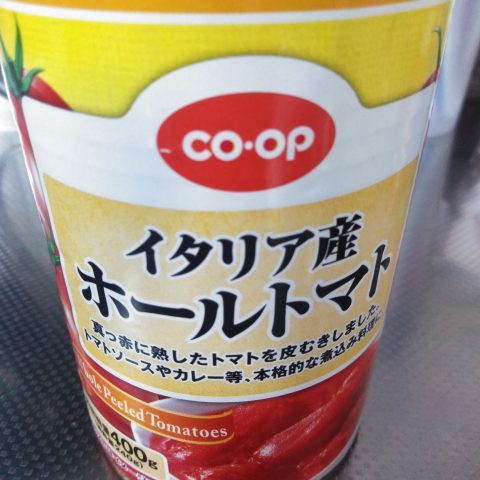 CO·OP
イタリア産
ホールトマト
真っ赤に熟したトマトを皮むきしました。
トマトソースやカレー等、本格的な煮込み料理に
Whole Peeled Tomatoes
400g